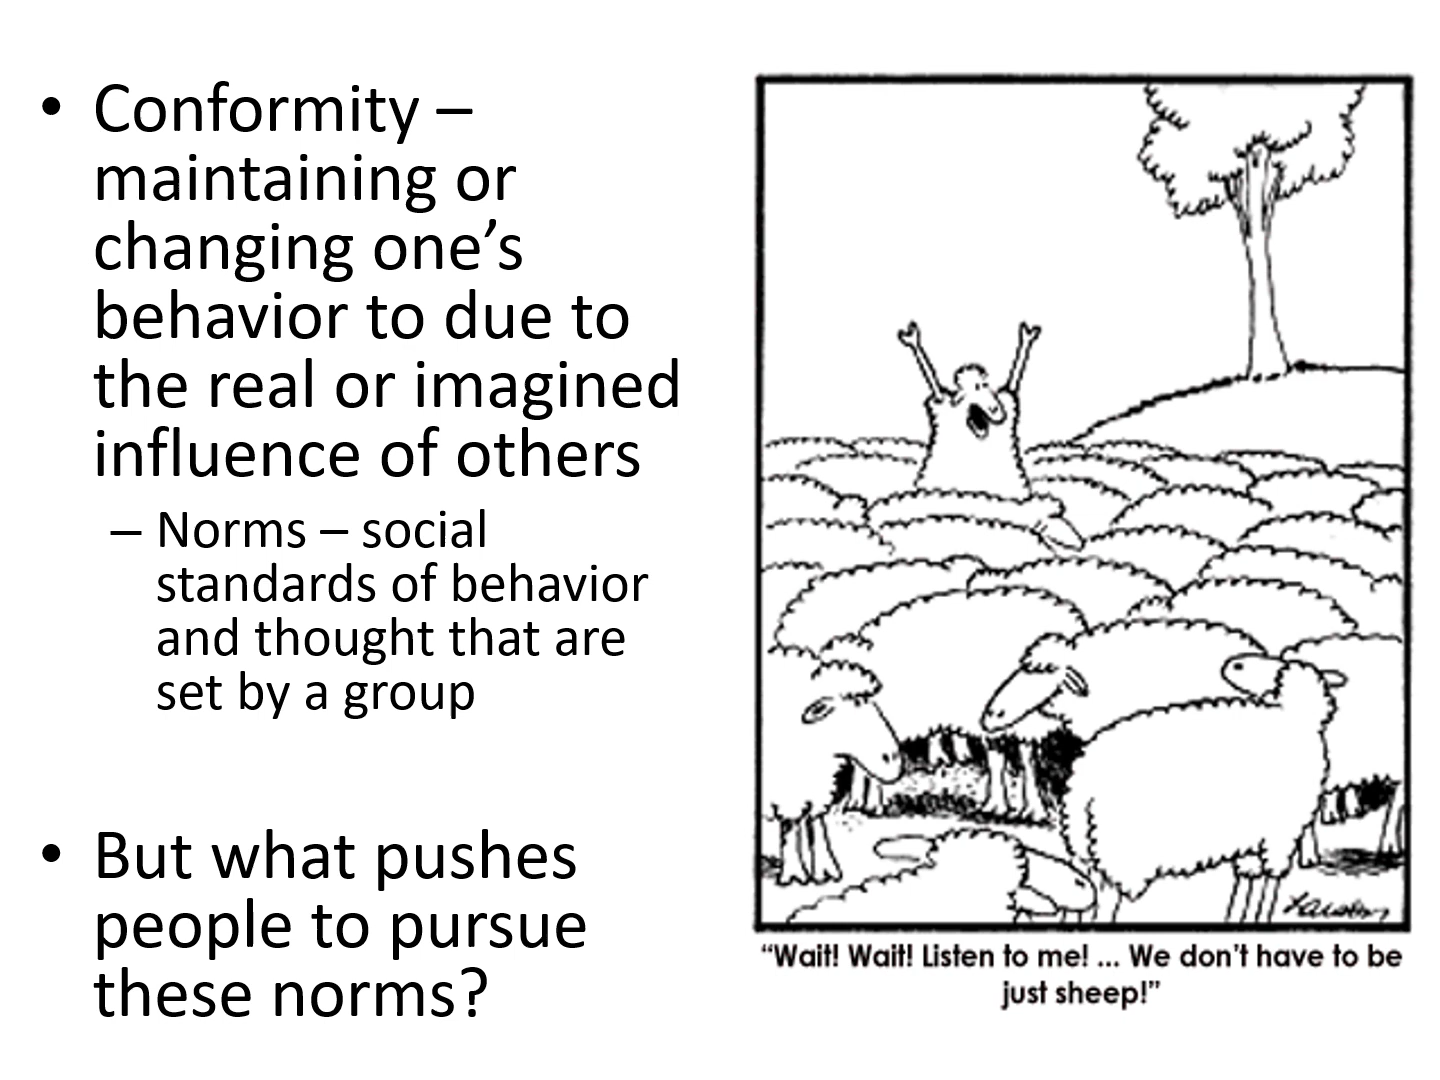 • Conformity –
maintaining or
changing one’s
behavior to due to
the real or imagined
influence of others
– Norms – social
standards of behavior
and thought that are
set by a group
• But what pushes
people to pursue
these norms?
Larson
“Wait! Wait! Listen to me! ... We don’t have to be
just sheep!”